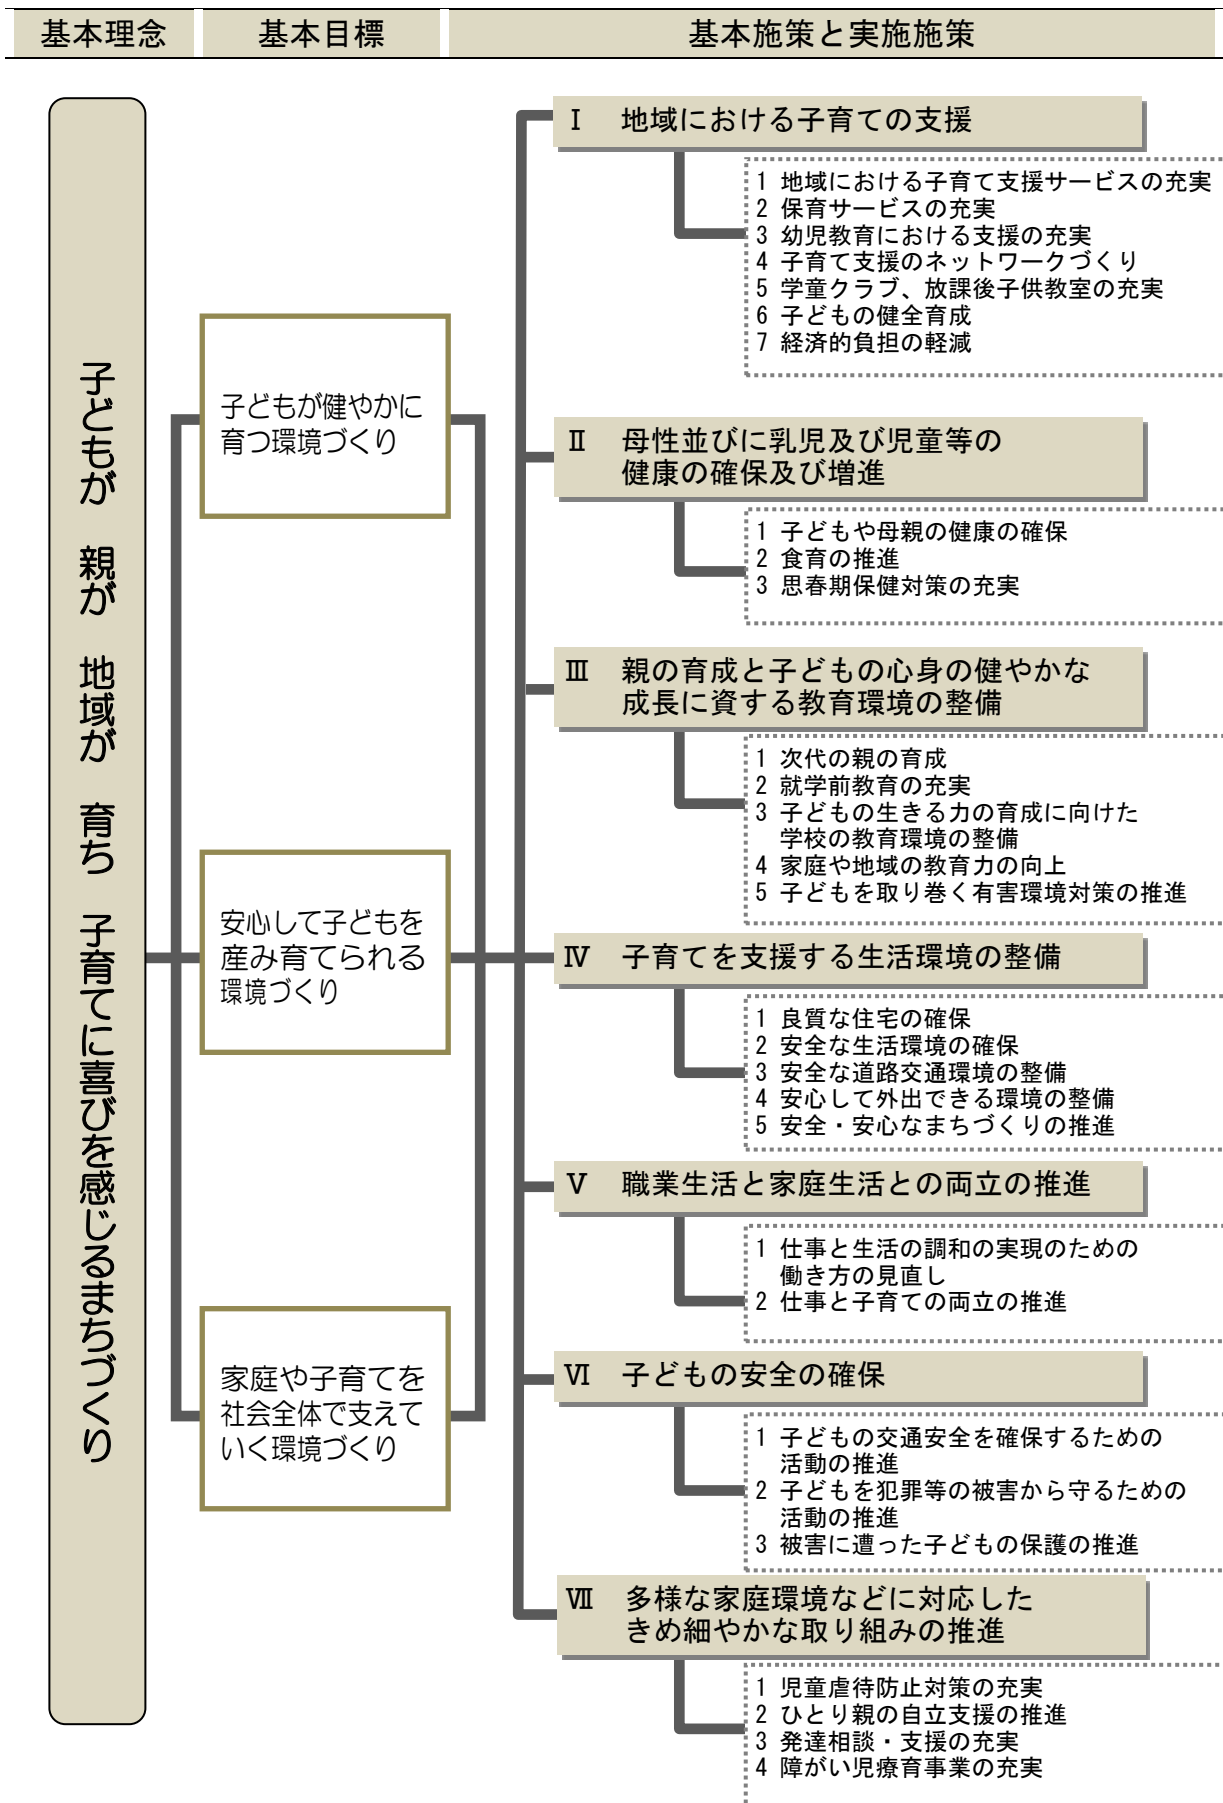 基本理念
基本目標
基本施策と実施施策
子どもが 親が 地域が 育ち 子育てに喜びを感じるまちづくり
子どもが健やかに
育つ環境づくり
安心して子どもを
産み育てられる
環境づくり
家庭や子育てを
社会全体で支えて
いく環境づくり
Ⅰ 地域における子育ての支援
1 地域における子育て支援サービスの充実
2 保育サービスの充実
3 幼児教育における支援の充実
4 子育て支援のネットワークづくり
5 学童クラブ、放課後子供教室の充実
6 子どもの健全育成
7 経済的負担の軽減
Ⅱ 母性並びに乳児及び児童等の
健康の確保及び増進
1 子どもや母親の健康の確保
2 食育の推進
3 思春期保健対策の充実
Ⅲ 親の育成と子どもの心身の健やかな
成長に資する教育環境の整備
1 次代の親の育成
2 就学前教育の充実
3 子どもの生きる力の育成に向けた
学校の教育環境の整備
4 家庭や地域の教育力の向上
5 子どもを取り巻く有害環境対策の推進
Ⅳ 子育てを支援する生活環境の整備
1 良質な住宅の確保
2 安全な生活環境の確保
3 安全な道路交通環境の整備
4 安心して外出できる環境の整備
5 安全・安心なまちづくりの推進
Ⅴ 職業生活と家庭生活との両立の推進
1 仕事と生活の調和の実現のための
働き方の見直し
2 仕事と子育ての両立の推進
Ⅵ 子どもの安全の確保
1 子どもの交通安全を確保するための
活動の推進
2 子どもを犯罪等の被害から守るための
活動の推進
3 被害に遭った子どもの保護の推進
Ⅶ 多様な家庭環境などに対応した
きめ細やかな取り組みの推進
1 児童虐待防止対策の充実
2 ひとり親の自立支援の推進
3 発達相談・支援の充実
4 障がい児療育事業の充実